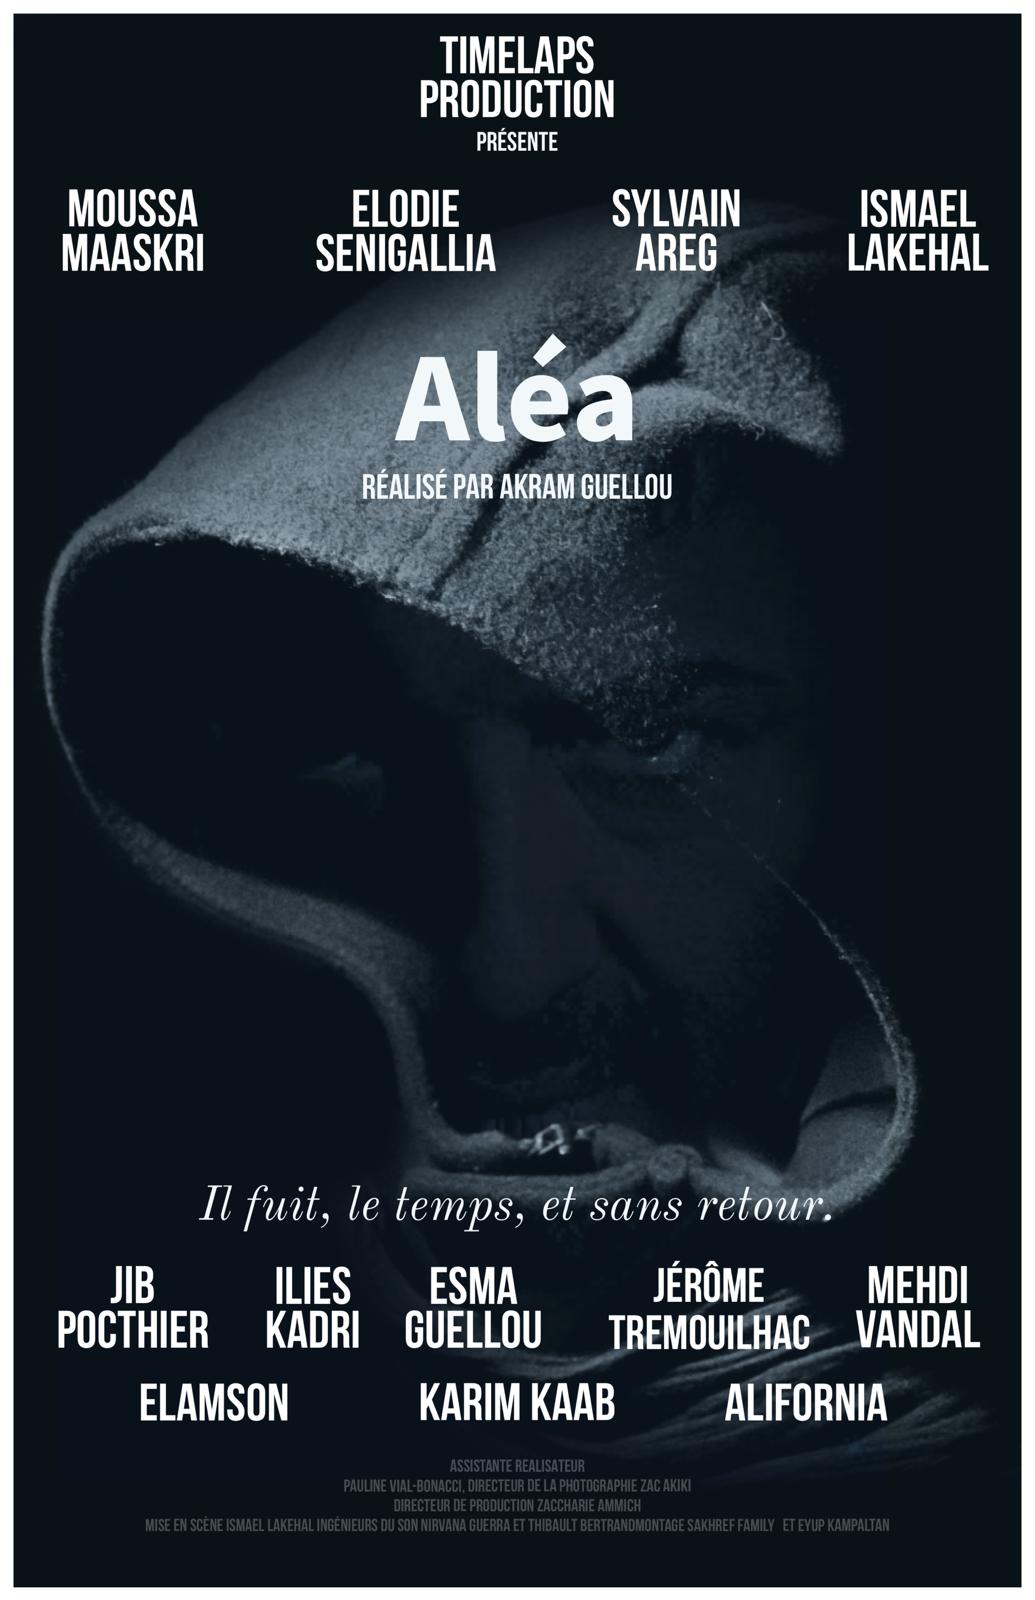 TIMELAPS
PRODUCTION
PRÉSENTE
MOUSSA MAASKRI
ELODIE SENIGALLIA
SYLVAIN AREG
ISMAEL LAKEHAL
Aléa
RÉALISÉ PAR AKRAM GUELLOU
Il fuit, le temps, et sans retour.
JIB POCTHIER
ILIES KADRI
ESMA GUELLOU
JÉRÔME TREMOUILHAC
MEHDI VANDAL
ELAMSON
KARIM KAAB
ALIFORNIA
ASSISTANTE REALISATEUR
PAULINE VIAL-BONACCI, DIRECTEUR DE LA PHOTOGRAPHIE ZAC AKIKI
DIRECTEUR DE PRODUCTION ZACCHARIE AMMICH
MISE EN SCÈNE ISMAEL LAKEHAL INGÉNIEURS DU SON NIRVANA GUERRA ET THIBAULT BERTRANDMONTAGE SAKHREF FAMILY ET EYUP KAMPALTAN